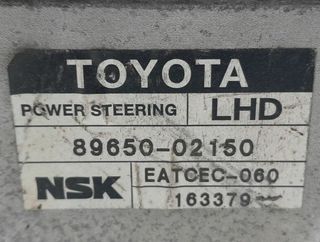 TOYOTA
POWER STEERING LHD
89650-02150
NSK EATCEC-060
163379-